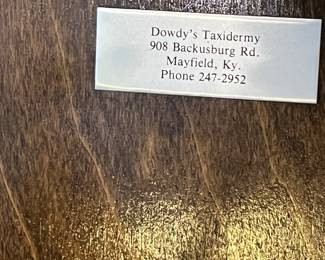 Dowdy's Taxidermy
908 Backusburg Rd.
Mayfield, Ky.
Phone 247-2952